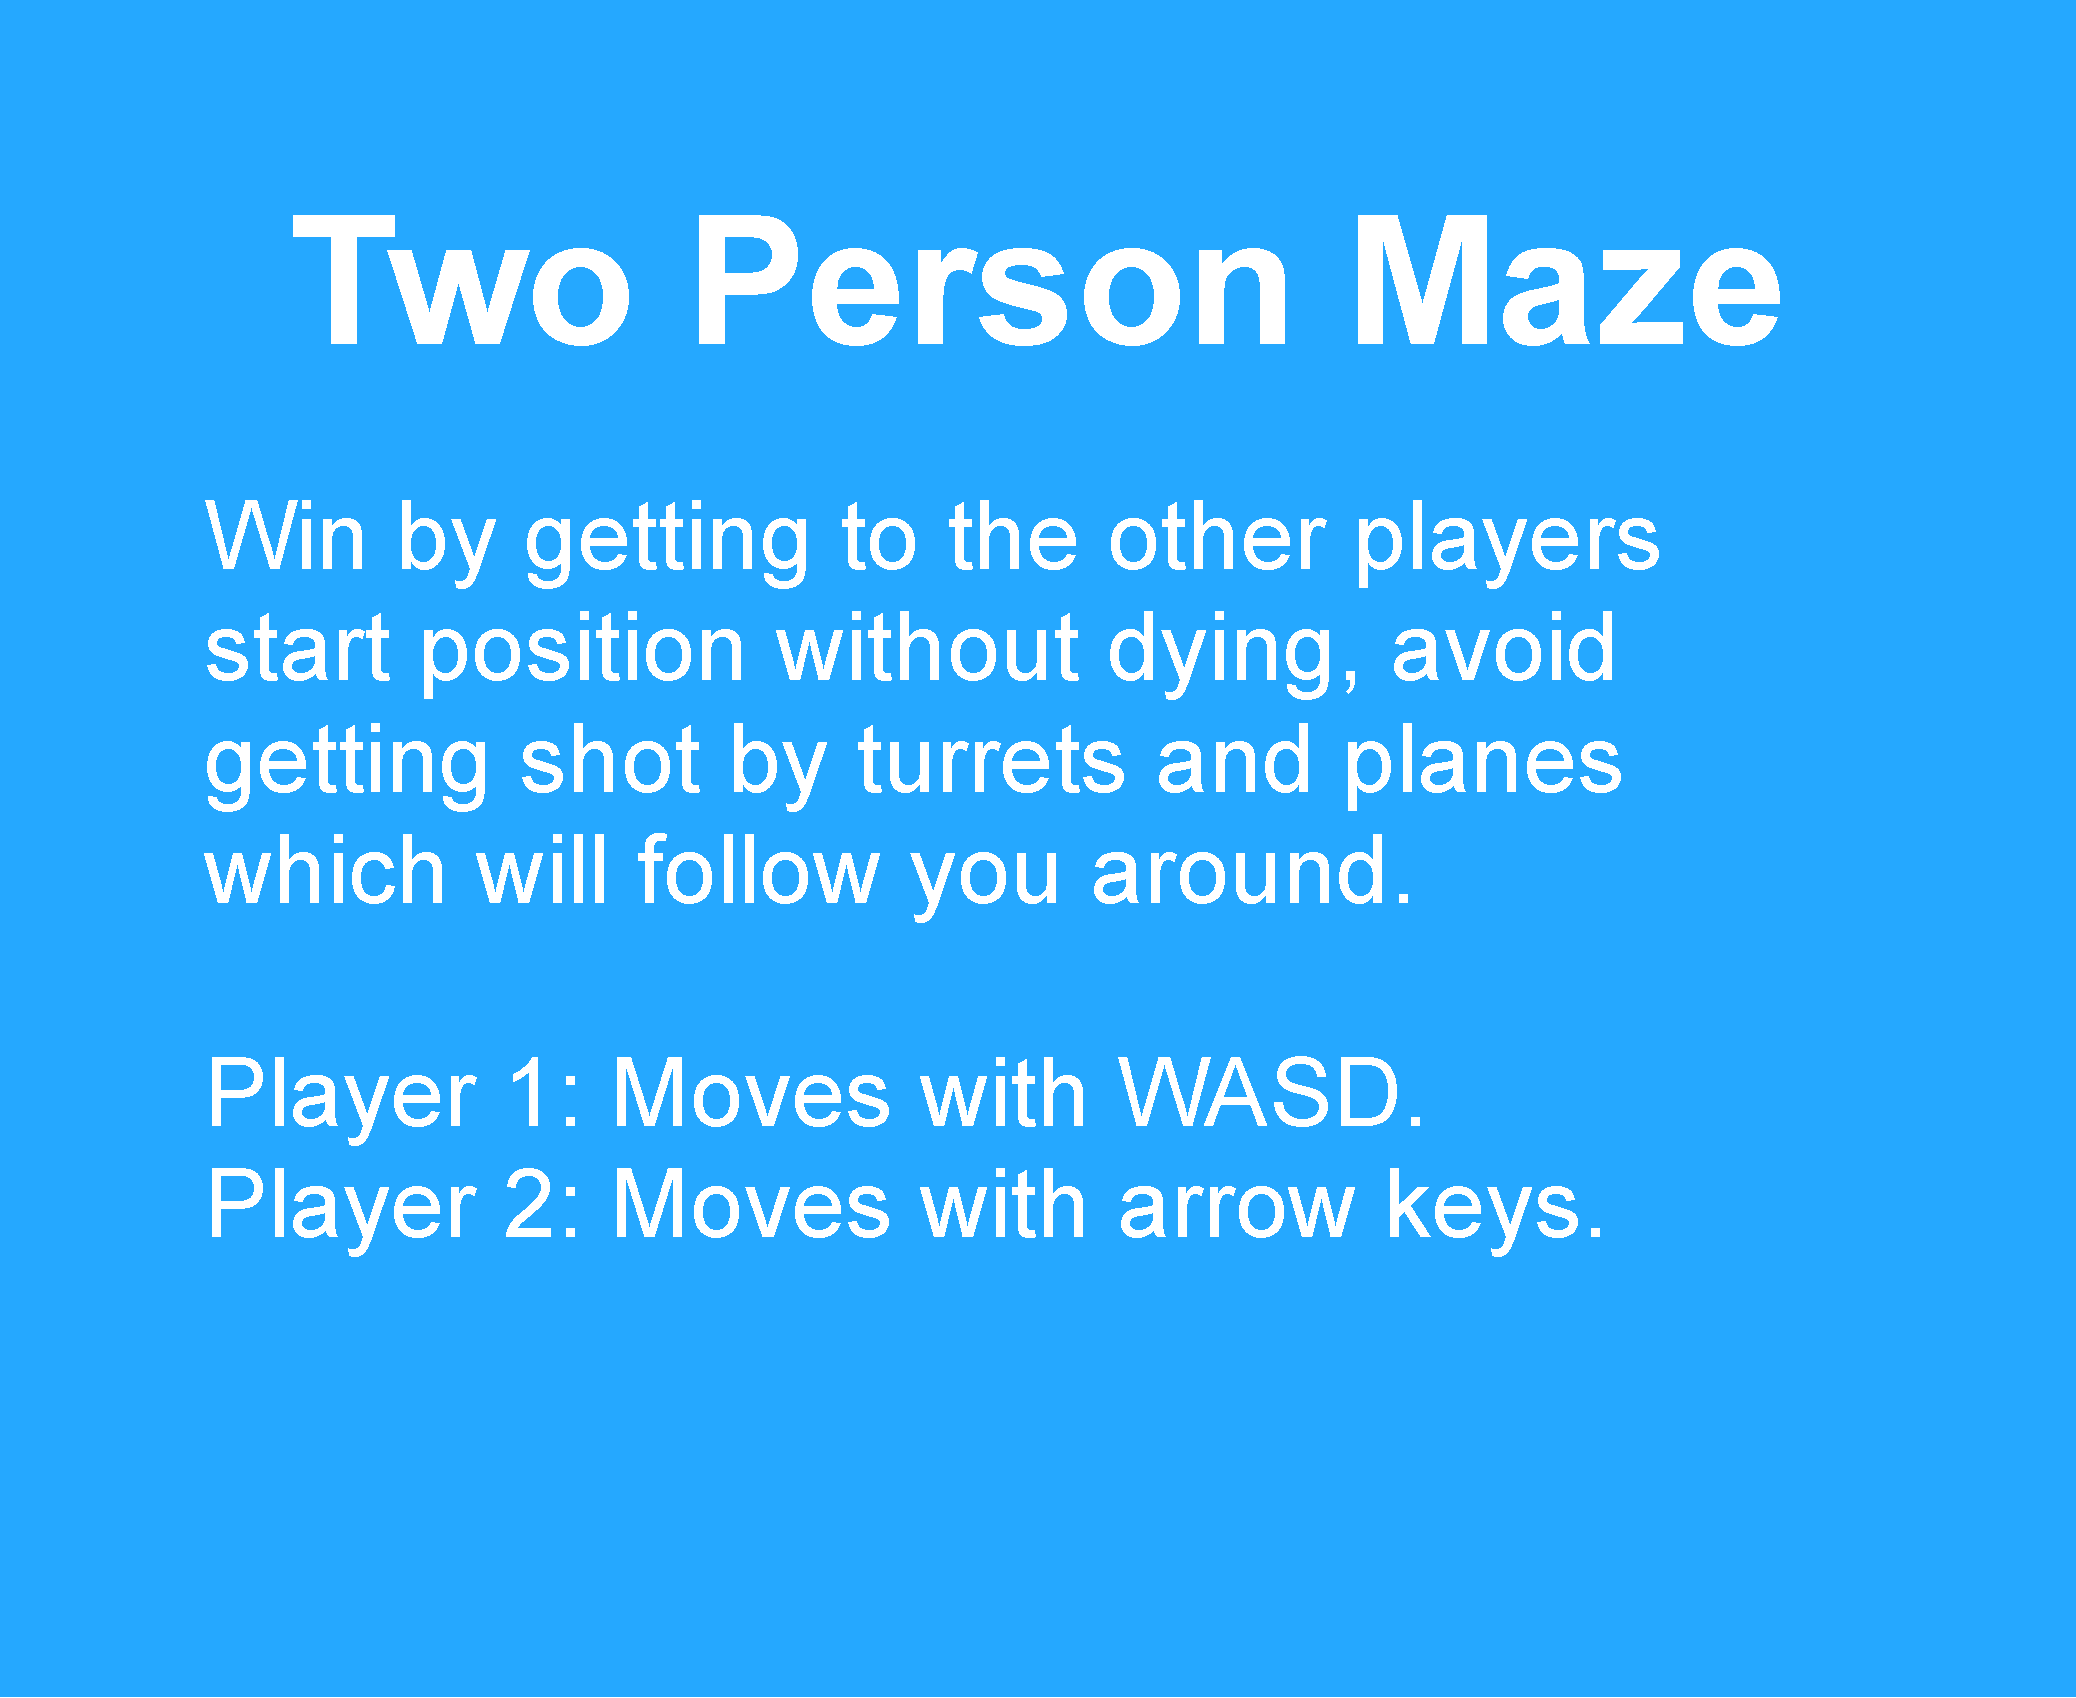 Two Person Maze
Win by getting to the other players
start position without dying, avoid
getting shot by turrets and planes
which will follow you around.
Player 1: Moves with WASD.
Player 2: Moves with arrow keys.